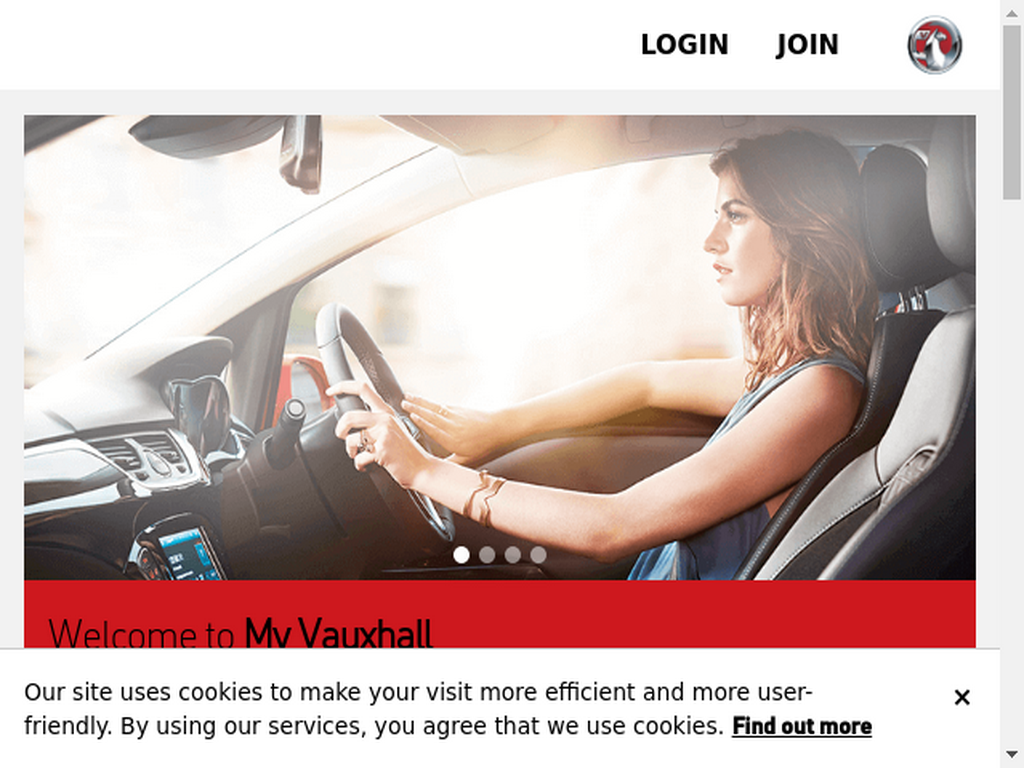 LOGIN JOIN
Welcome to My Vauxhall
Our site uses cookies to make your visit more efficient and more user-
friendly. By using our services, you agree that we use cookies. Find out more
×